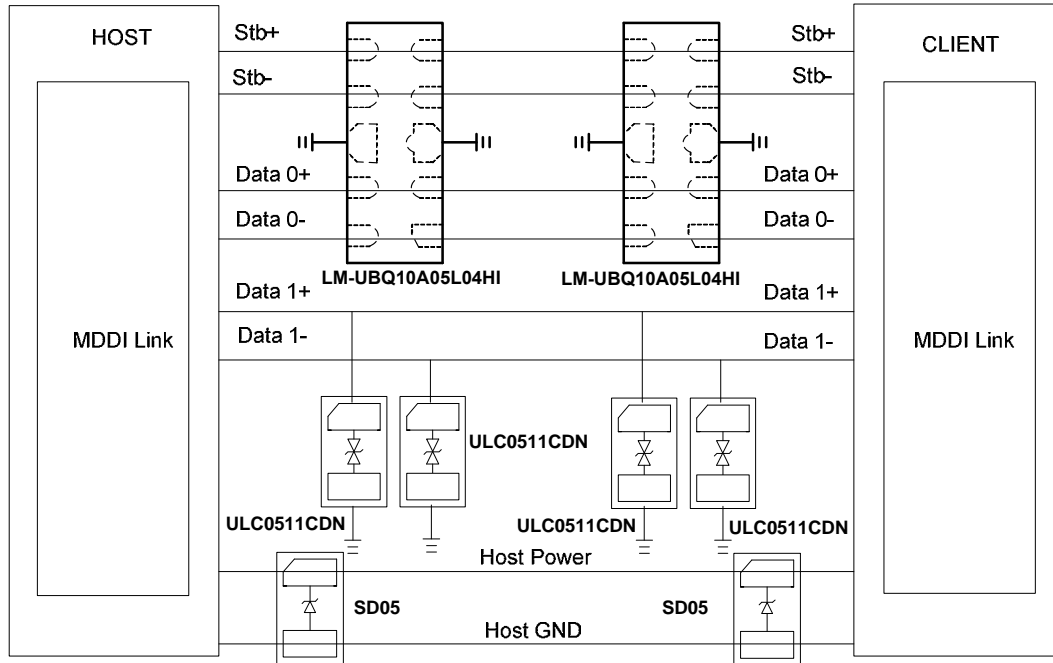 HOST
CLIENT
Stb+
Stb+
Stb-
Stb-
Data 0+
Data 0+
Data 0-
Data 0-
LM-UBQ10A05L04HI
LM-UBQ10A05L04HI
Data 1+
Data 1+
MDDI Link
Data 1-
Data 1-
MDDI Link
ULC0511CDN
ULC0511CDN
ULC0511CDN
ULC0511CDN
Host Power
SD05
SD05
Host GND